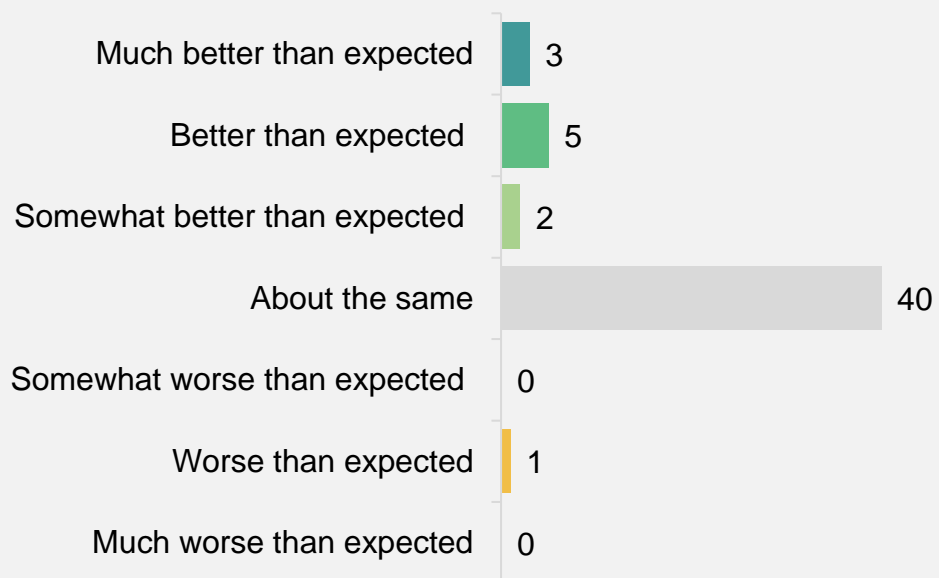 Much better than expected 3
Better than expected 5
Somewhat better than expected 2
About the same 40
Somewhat worse than expected 0
Worse than expected 1
Much worse than expected 0